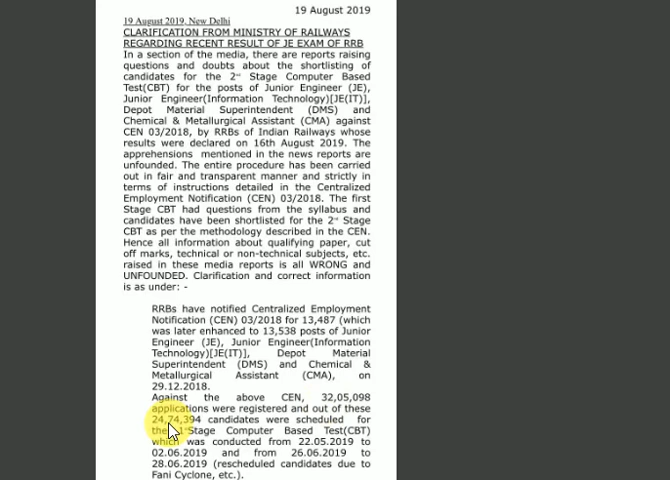 19 August 2019
19 August 2019, New Delhi
CLARIFICATION FROM MINISTRY OF RAILWAYS
REGARDING RECENT RESULT OF JE EXAM OF RRB
In a section of the media, there are reports raising
questions and doubts about the shortlisting of
candidates for the 2nd Stage Computer Based
Test(CBT) for the posts of Junior Engineer (JE),
Junior Engineer(Information Technology)[JE(IT)],
Depot Material Superintendent (DMS) and
Chemical & Metallurgical Assistant (CMA) against
CEN 03/2018, by RRBs of Indian Railways whose
results were declared on 16th August 2019. The
apprehensions mentioned in the news reports are
unfounded. The entire procedure has been carried
out in fair and transparent manner and strictly in
terms of instructions detailed in the Centralized
Employment Notification (CEN) 03/2018. The first
Stage CBT had questions from the syllabus and
candidates have been shortlisted for the 2nd Stage
CBT as per the methodology described in the CEN.
Hence all information about qualifying paper, cut
off marks, technical or non-technical subjects, etc.
raised in these media reports is all WRONG and
UNFOUNDED. Clarification and correct information
is as under: -
RRBs have notified Centralized Employment
Notification (CEN) 03/2018 for 13,487 (which
was later enhanced to 13,538 posts of Junior
Engineer (JE), Junior Engineer(Information
Technology)[JE(IT)], Depot Material
Superintendent (DMS) and Chemical &
Metallurgical Assistant (CMA), on
29.12.2018.
Against the above CEN, 32,05,098
applications were registered and out of these
24,74,394 candidates were scheduled for
the 1st Stage Computer Based Test(CBT)
which was conducted from 22.05.2019 to
02.06.2019 and from 26.06.2019 to
28.06.2019 (rescheduled candidates due to
Fani Cyclone, etc.).